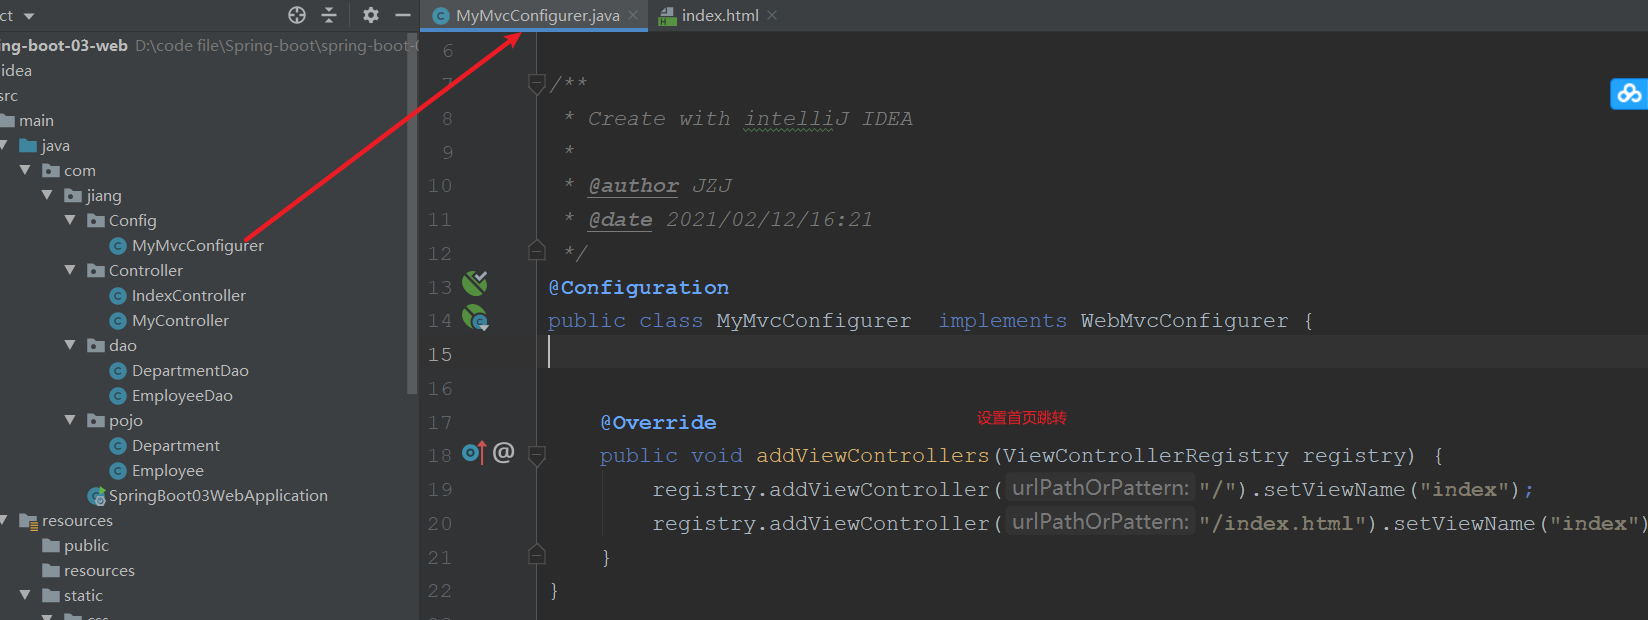 ct
ng-boot-03-web D:\code file\Spring-boot\spring-boot-0
idea
src
main
java
com
jiang
Config
MyMvcConfigurer
Controller
IndexController
MyController
dao
DepartmentDao
EmployeeDao
pojo
Department
Employee
SpringBoot03WebApplication
resources
public
resources
static
css
MyMvcConfigurer.java
index.html
6
7 /**
8 * Create with intelliJ IDEA
9 *
10 * @author JZJ
11 * @date 2021/02/12/16:21
12 */
13 @Configuration
14 public class MyMvcConfigurer implements WebMvcConfigurer {
15
16
设置首页跳转
17 @Override
18 @ public void addViewControllers(ViewControllerRegistry registry) {
19 registry.addViewController( urlPathOrPattern: "/").setViewName("index");
20 registry.addViewController( urlPathOrPattern: "/index.html").setViewName("index")
21 }
22 }